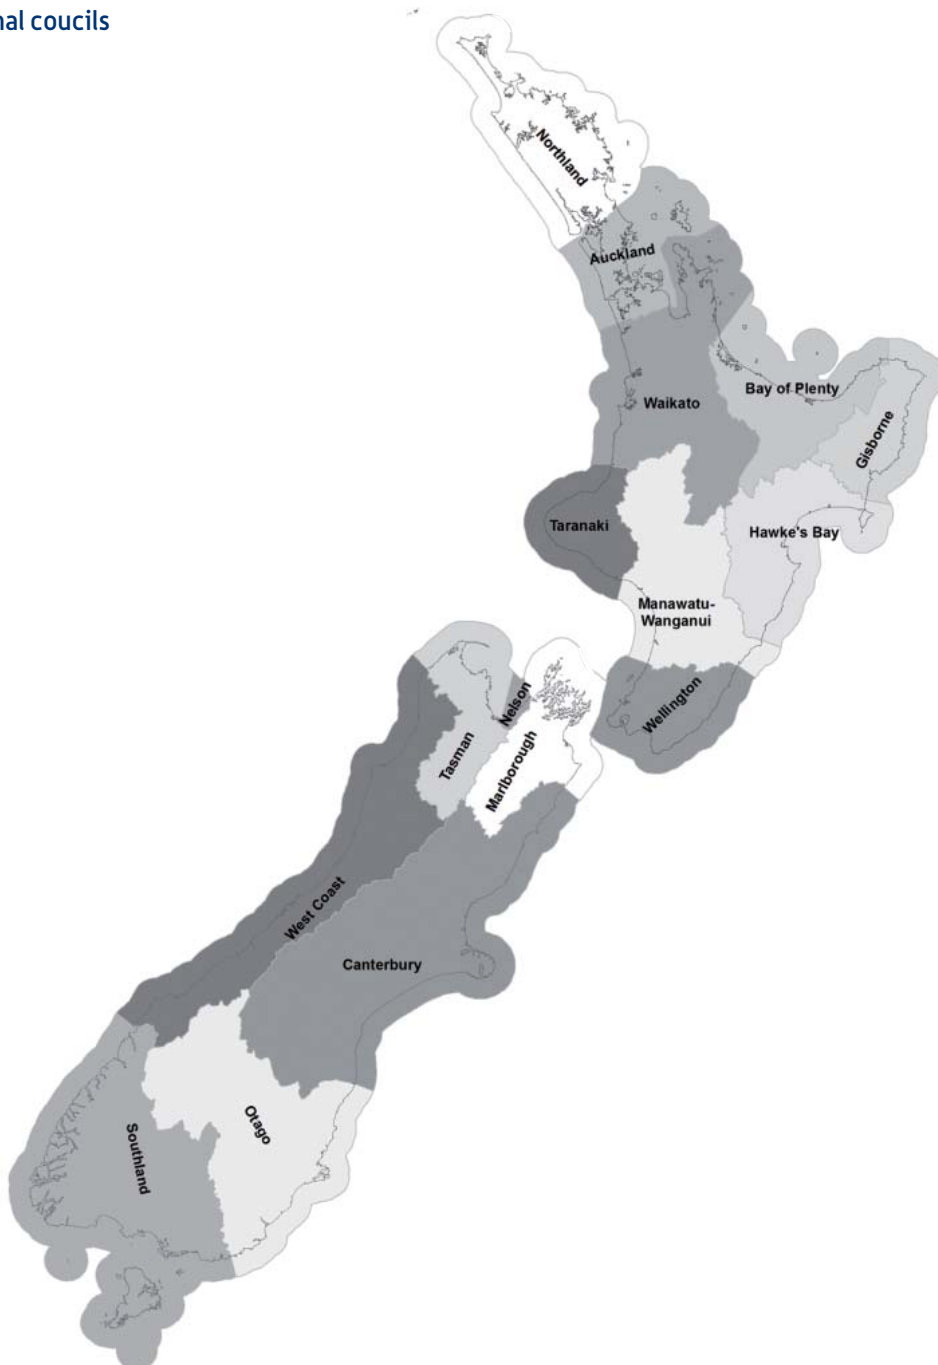 nal coucils
Northland
Auckland
Waikato
Bay of Plenty
Gisborne
Taranaki
Hawke's Bay
Manawatu-
Wanganui
Wellington
Nelson
Tasman
Marlborough
West Coast
Canterbury
Otago
Southland